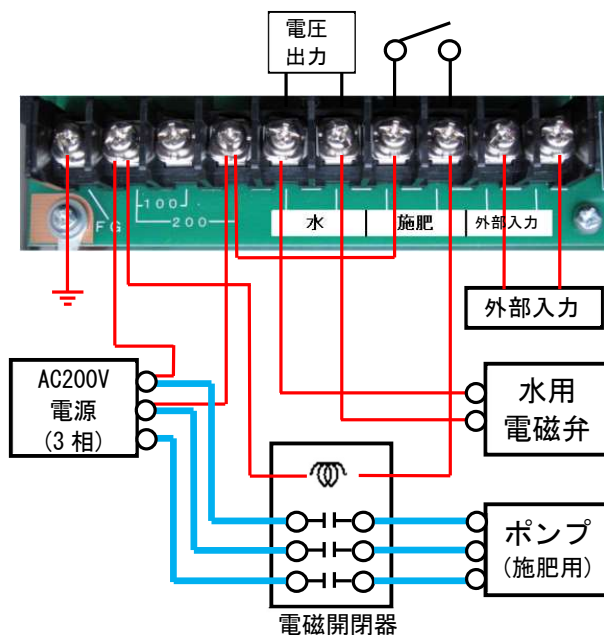 電圧
出力
FG
100
200
水
施肥
外部入力
外部入力
AC200V
電源
(3相)
水用
電磁弁
ポンプ
(施肥用)
電磁開閉器